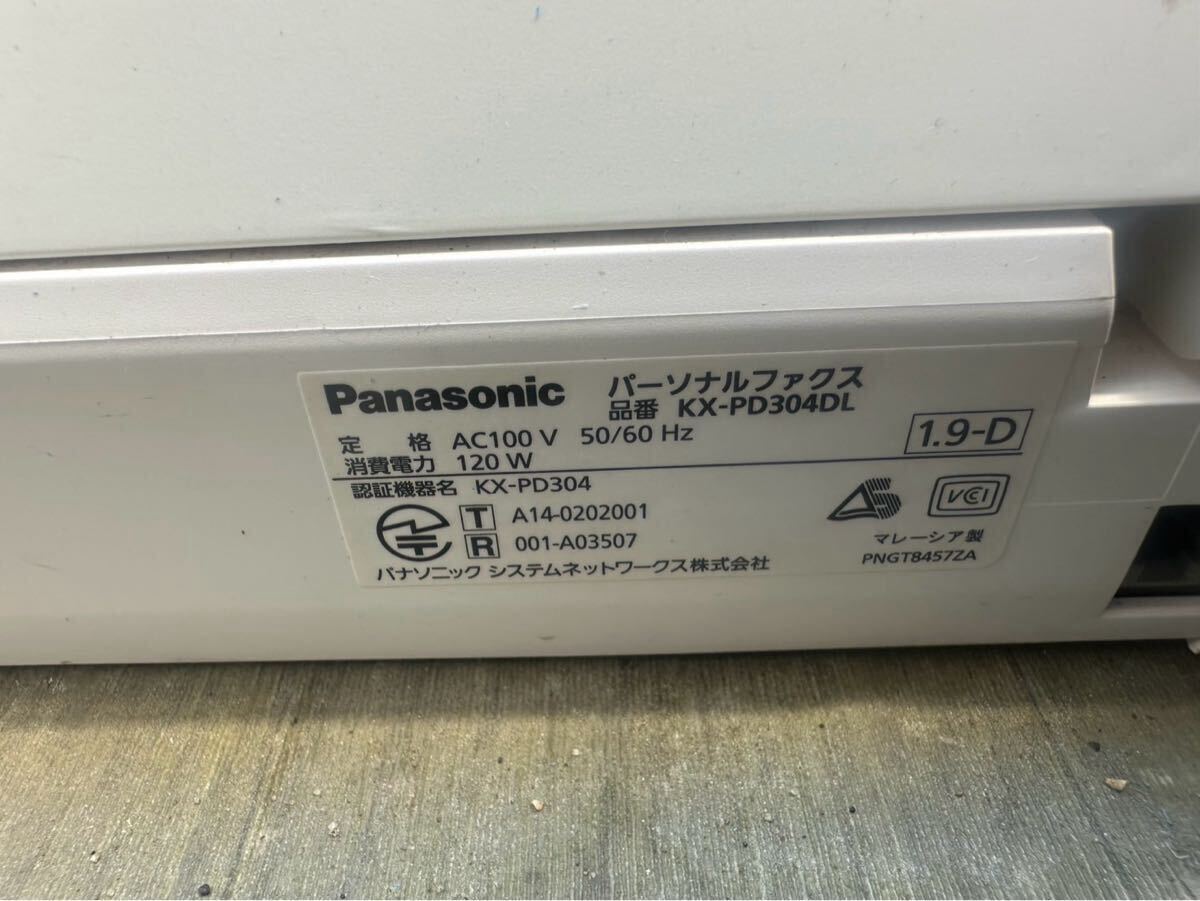 Panasonic パーソナルファクス
品番 KX-PD304DL
定 格 AC100 V 50/60 Hz
1.9-D
消費電力 120 W
認証機器名 KX-PD304
T A14-0202001
R 001-A03507
VCCI
マレーシア製
PNGT8457ZA
パナソニック システムネットワークス株式会社